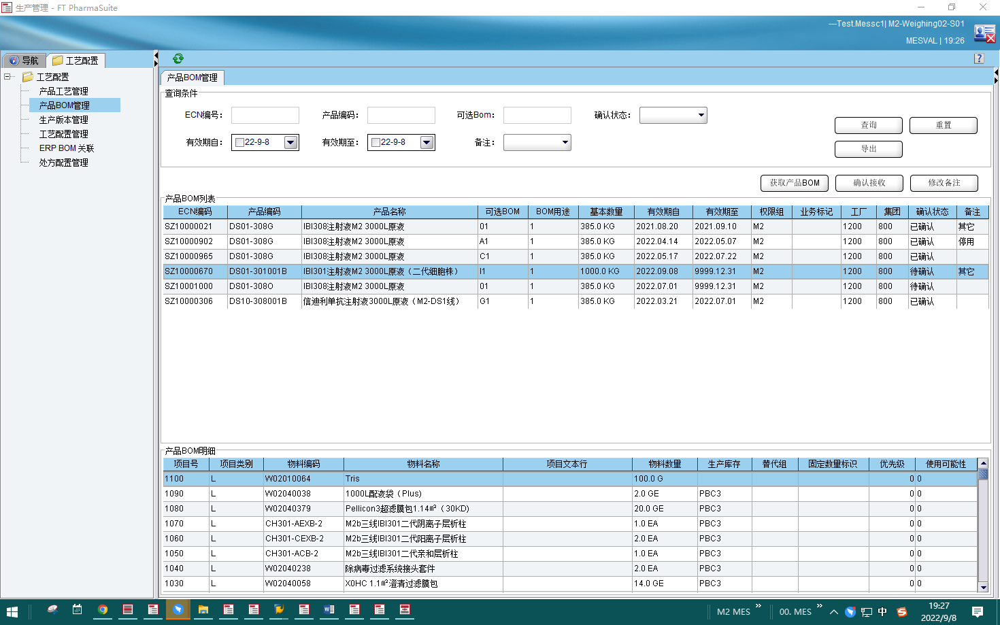 生产管理 - FT PharmaSuite
---Test.Messc1| M2-Weighing02-S01
MESVAL | 19:26
导航 工艺配置
工艺配置
产品工艺管理
产品BOM管理
生产版本管理
工艺配置管理
ERP BOM 关联
处方配置管理
产品BOM管理
查询条件
ECN编号： 产品编码： 可选Bom： 确认状态：
有效期自： 22-9-8 有效期至： 22-9-8 备注：
查询 重置
导出
获取产品BOM 确认接收 修改备注
产品BOM列表
ECN编码 产品编码 产品名称 可选BOM BOM用途 基本数量 有效期自 有效期至 权限组 业务标记 工厂 集团 确认状态 备注
SZ10000021 DS01-308G IBI308注射液M2 3000L原液 01 1 385.0 KG 2021.08.20 2021.09.10 M2 1200 800 已确认 其它
SZ10000902 DS01-308G IBI308注射液M2 3000L原液 A1 1 385.0 KG 2022.04.14 2022.05.07 M2 1200 800 已确认 停用
SZ10000965 DS01-308G IBI308注射液M2 3000L原液 C1 1 385.0 KG 2022.05.17 2022.07.22 M2 1200 800 已确认
SZ10000670 DS01-301001B IBI301注射液M2 3000L原液（二代细胞株） I1 1 1000.0 KG 2022.09.08 9999.12.31 M2 1200 800 待确认 其它
SZ10001000 DS01-308O IBI308注射液M2 3000L原液 01 1 385.0 KG 2022.07.01 9999.12.31 M2 1200 800 待确认
SZ10000306 DS10-308001B 信迪利单抗注射液3000L原液（M2-DS1线） G1 1 385.0 KG 2022.03.21 2022.07.01 M2 1200 800 已确认
产品BOM明细
项目号 项目类别 物料编码 物料名称 项目文本行 物料数量 生产库存 替代组 固定数量标识 优先级 使用可能性
1100 L W02010064 Tris 100.0 G 0 0
1090 L W02040038 1000L配液袋（Plus) 2.0 GE PBC3 0 0
1080 L W02040379 Pellicon3超滤膜包1.14㎡（30KD) 20.0 GE PBC3 0 0
1070 L CH301-AEXB-2 M2b三线IBI301二代阴离子层析柱 1.0 EA PBC3 0 0
1060 L CH301-CEXB-2 M2b三线IBI301二代阳离子层析柱 2.0 EA PBC3 0 0
1050 L CH301-ACB-2 M2b三线IBI301二代亲和层析柱 1.0 EA PBC3 0 0
1040 L W02040238 除病毒过滤系统接头套件 2.0 EA PBC3 0 0
1030 L W02040058 X0HC 1.1㎡澄清过滤膜包 14.0 GE PBC3 0 0
M2 MES 00. MES 中 19:27
2022/9/8